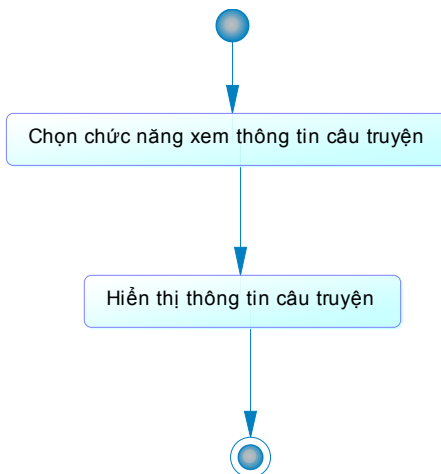 Chọn chức năng xem thông tin câu truyện
Hiển thị thông tin câu truyện